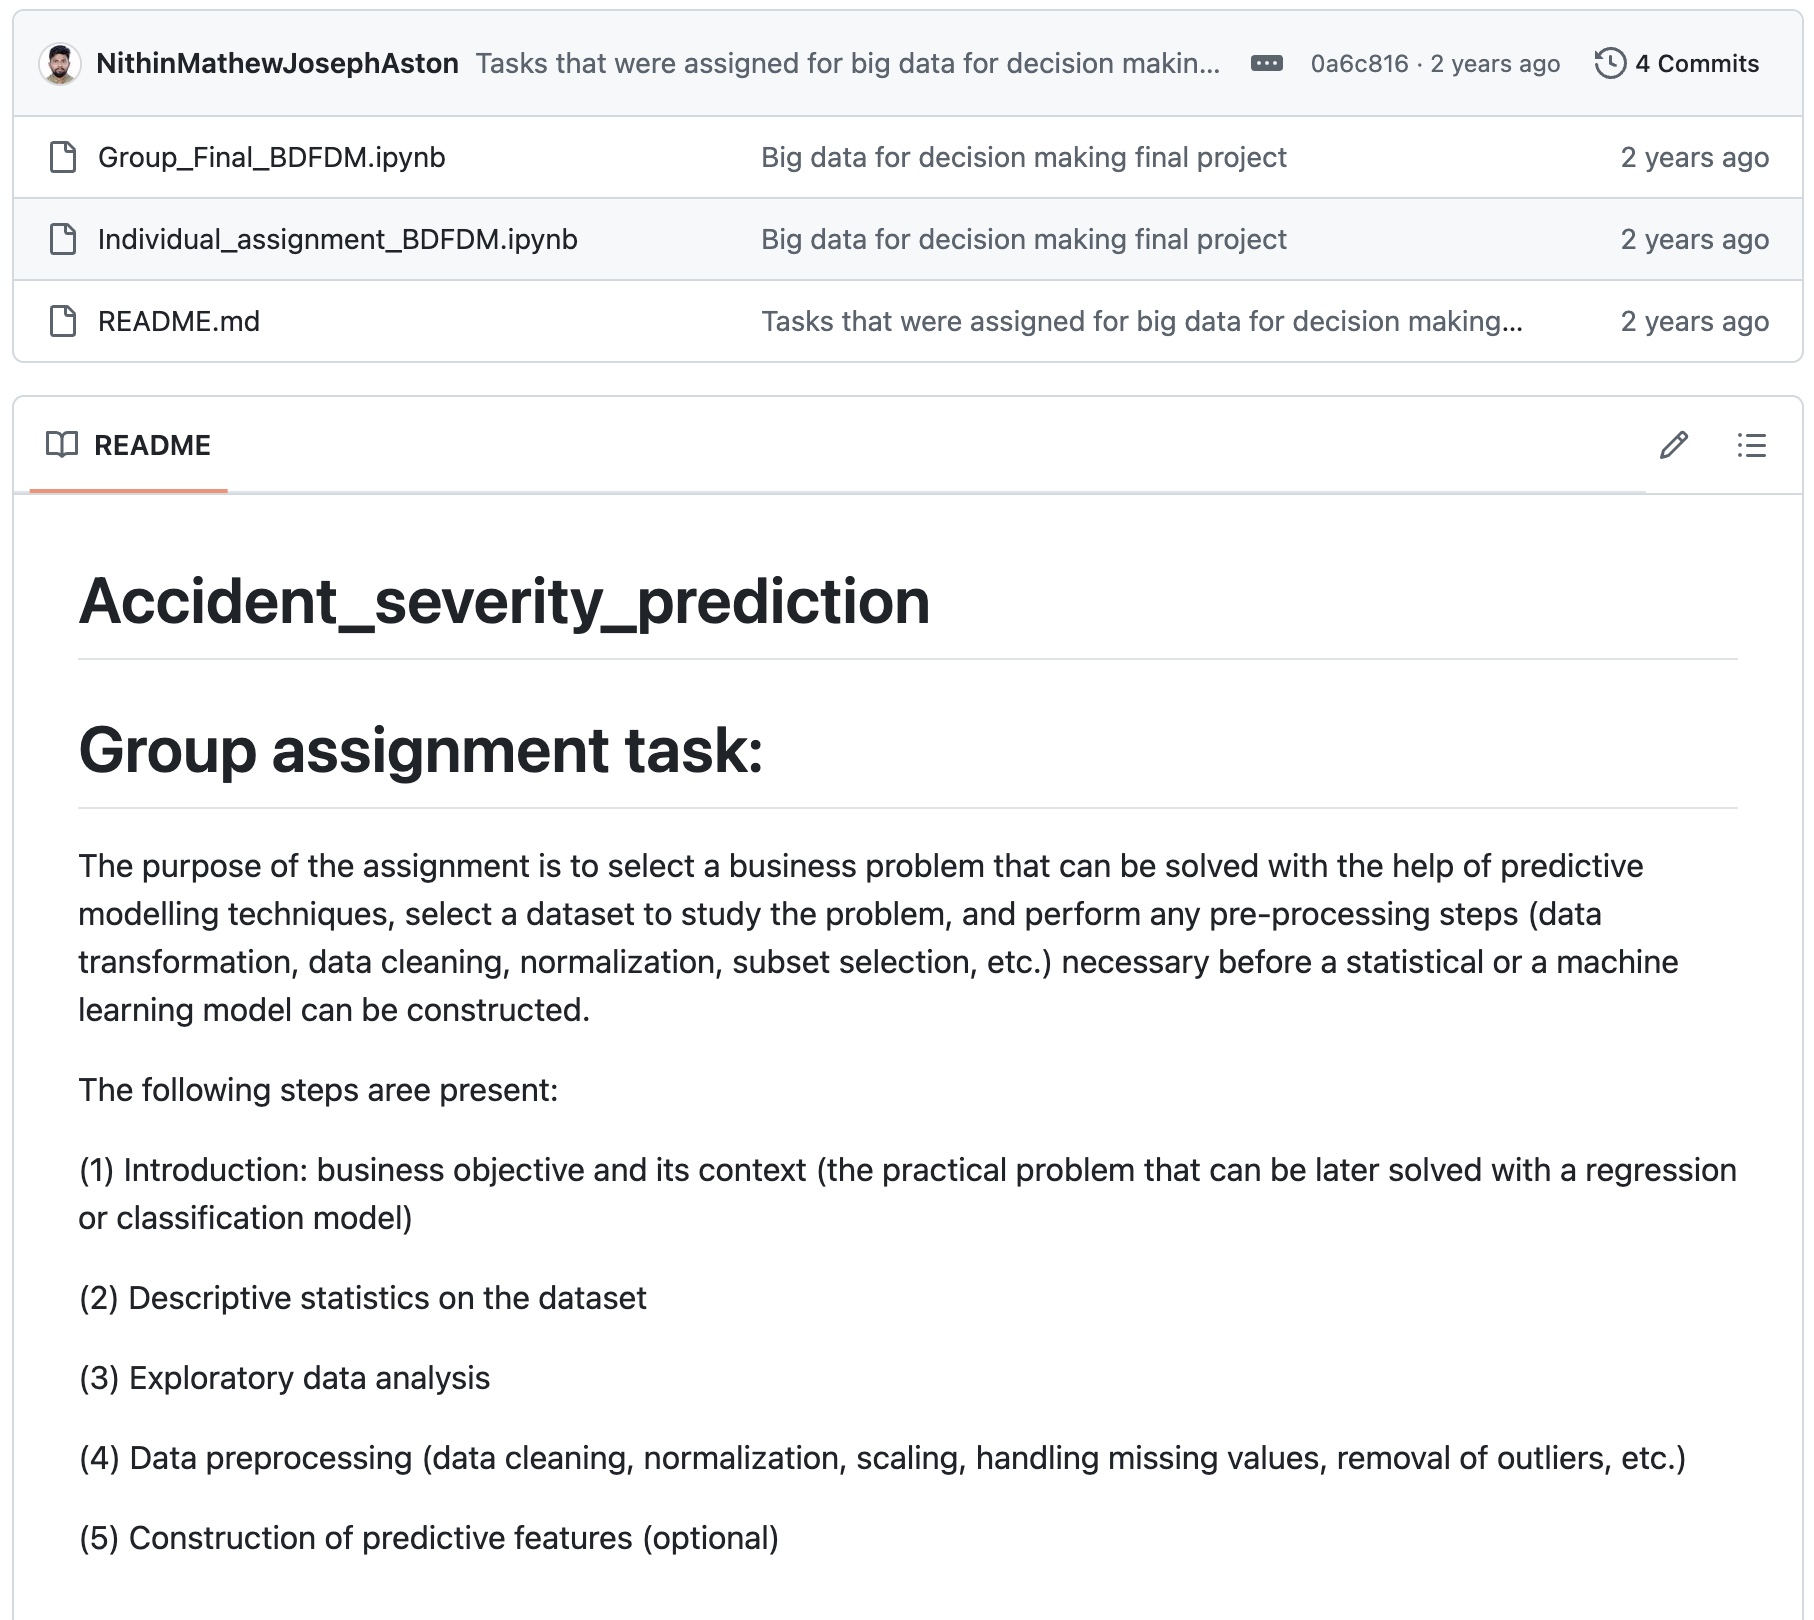 NithinMathewJosephAston Tasks that were assigned for big data for decision makin... 0a6c816 · 2 years ago 4 Commits
Group_Final_BDFDM.ipynb Big data for decision making final project 2 years ago
Individual_assignment_BDFDM.ipynb Big data for decision making final project 2 years ago
README.md Tasks that were assigned for big data for decision making... 2 years ago
README
Accident_severity_prediction
Group assignment task:
The purpose of the assignment is to select a business problem that can be solved with the help of predictive
modelling techniques, select a dataset to study the problem, and perform any pre-processing steps (data
transformation, data cleaning, normalization, subset selection, etc.) necessary before a statistical or a machine
learning model can be constructed.
The following steps aree present:
(1) Introduction: business objective and its context (the practical problem that can be later solved with a regression
or classification model)
(2) Descriptive statistics on the dataset
(3) Exploratory data analysis
(4) Data preprocessing (data cleaning, normalization, scaling, handling missing values, removal of outliers, etc.)
(5) Construction of predictive features (optional)